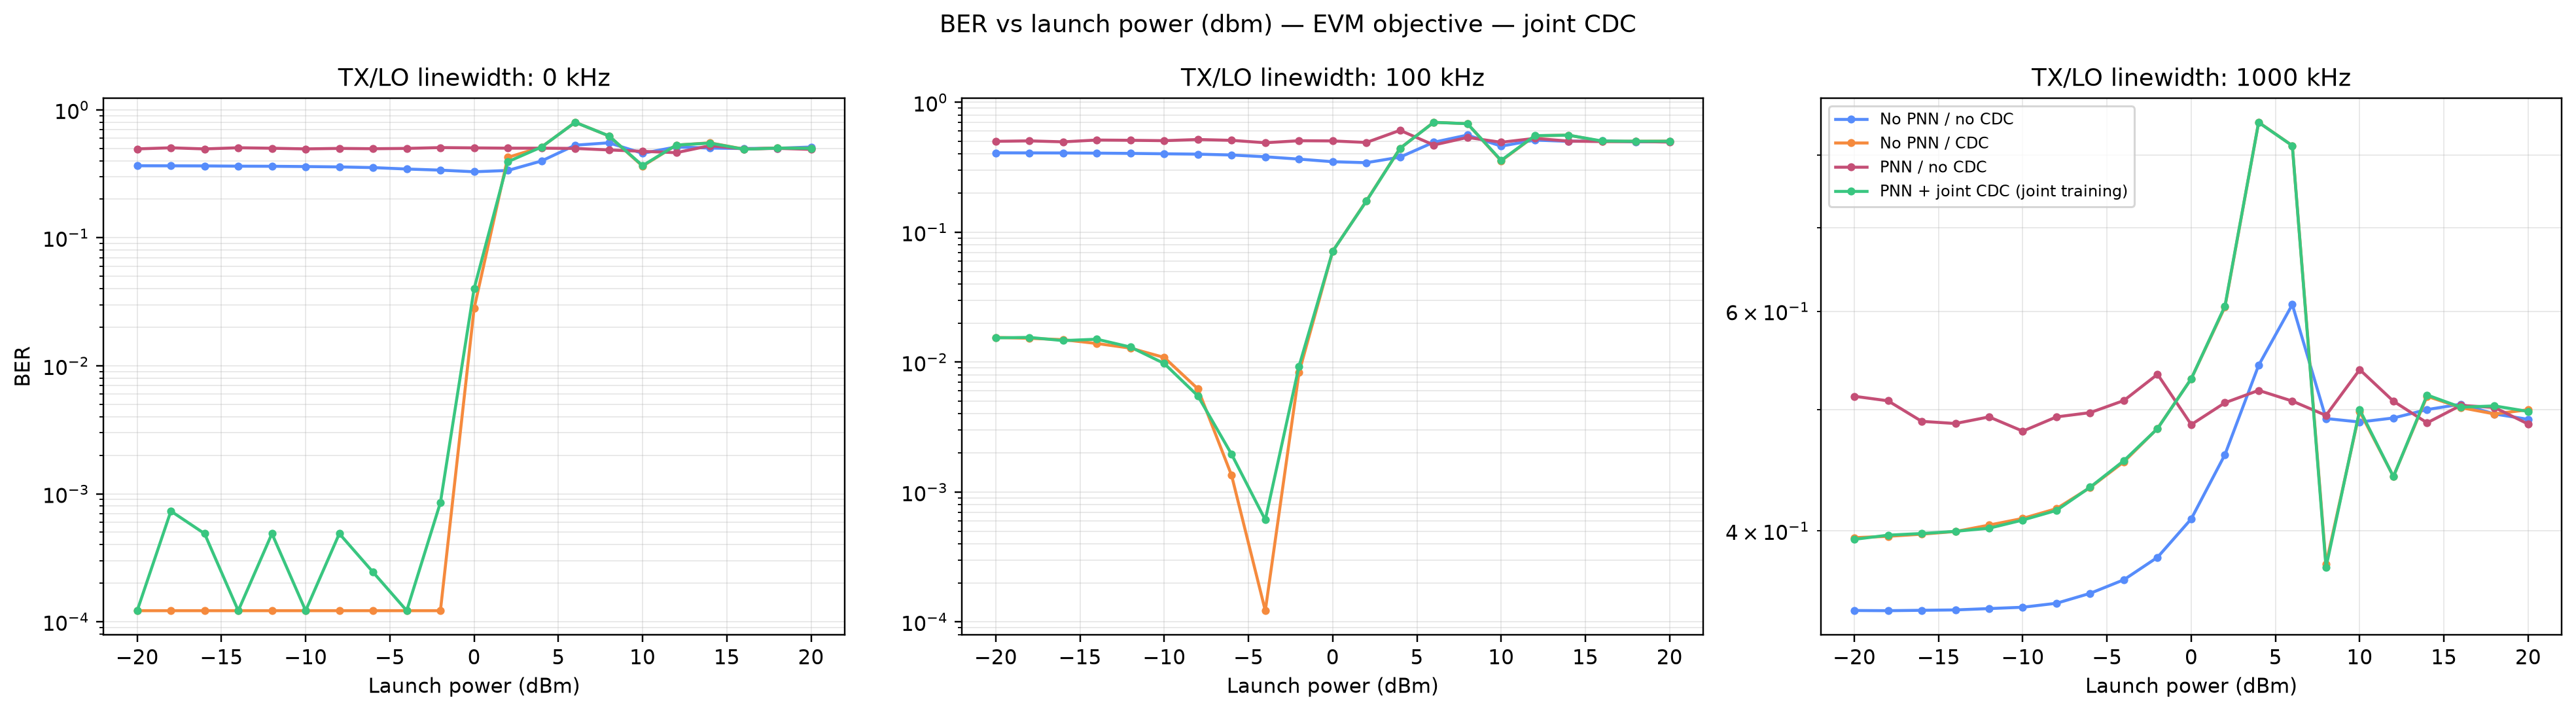 BER vs launch power (dbm) — EVM objective — joint CDC
TX/LO linewidth: 0 kHz
BER
10⁰
10⁻¹
10⁻²
10⁻³
10⁻⁴
−20 −15 −10 −5 0 5 10 15 20
Launch power (dBm)
TX/LO linewidth: 100 kHz
10⁰
10⁻¹
10⁻²
10⁻³
10⁻⁴
−20 −15 −10 −5 0 5 10 15 20
Launch power (dBm)
TX/LO linewidth: 1000 kHz
No PNN / no CDC
No PNN / CDC
PNN / no CDC
PNN + joint CDC (joint training)
6 × 10⁻¹
4 × 10⁻¹
−20 −15 −10 −5 0 5 10 15 20
Launch power (dBm)